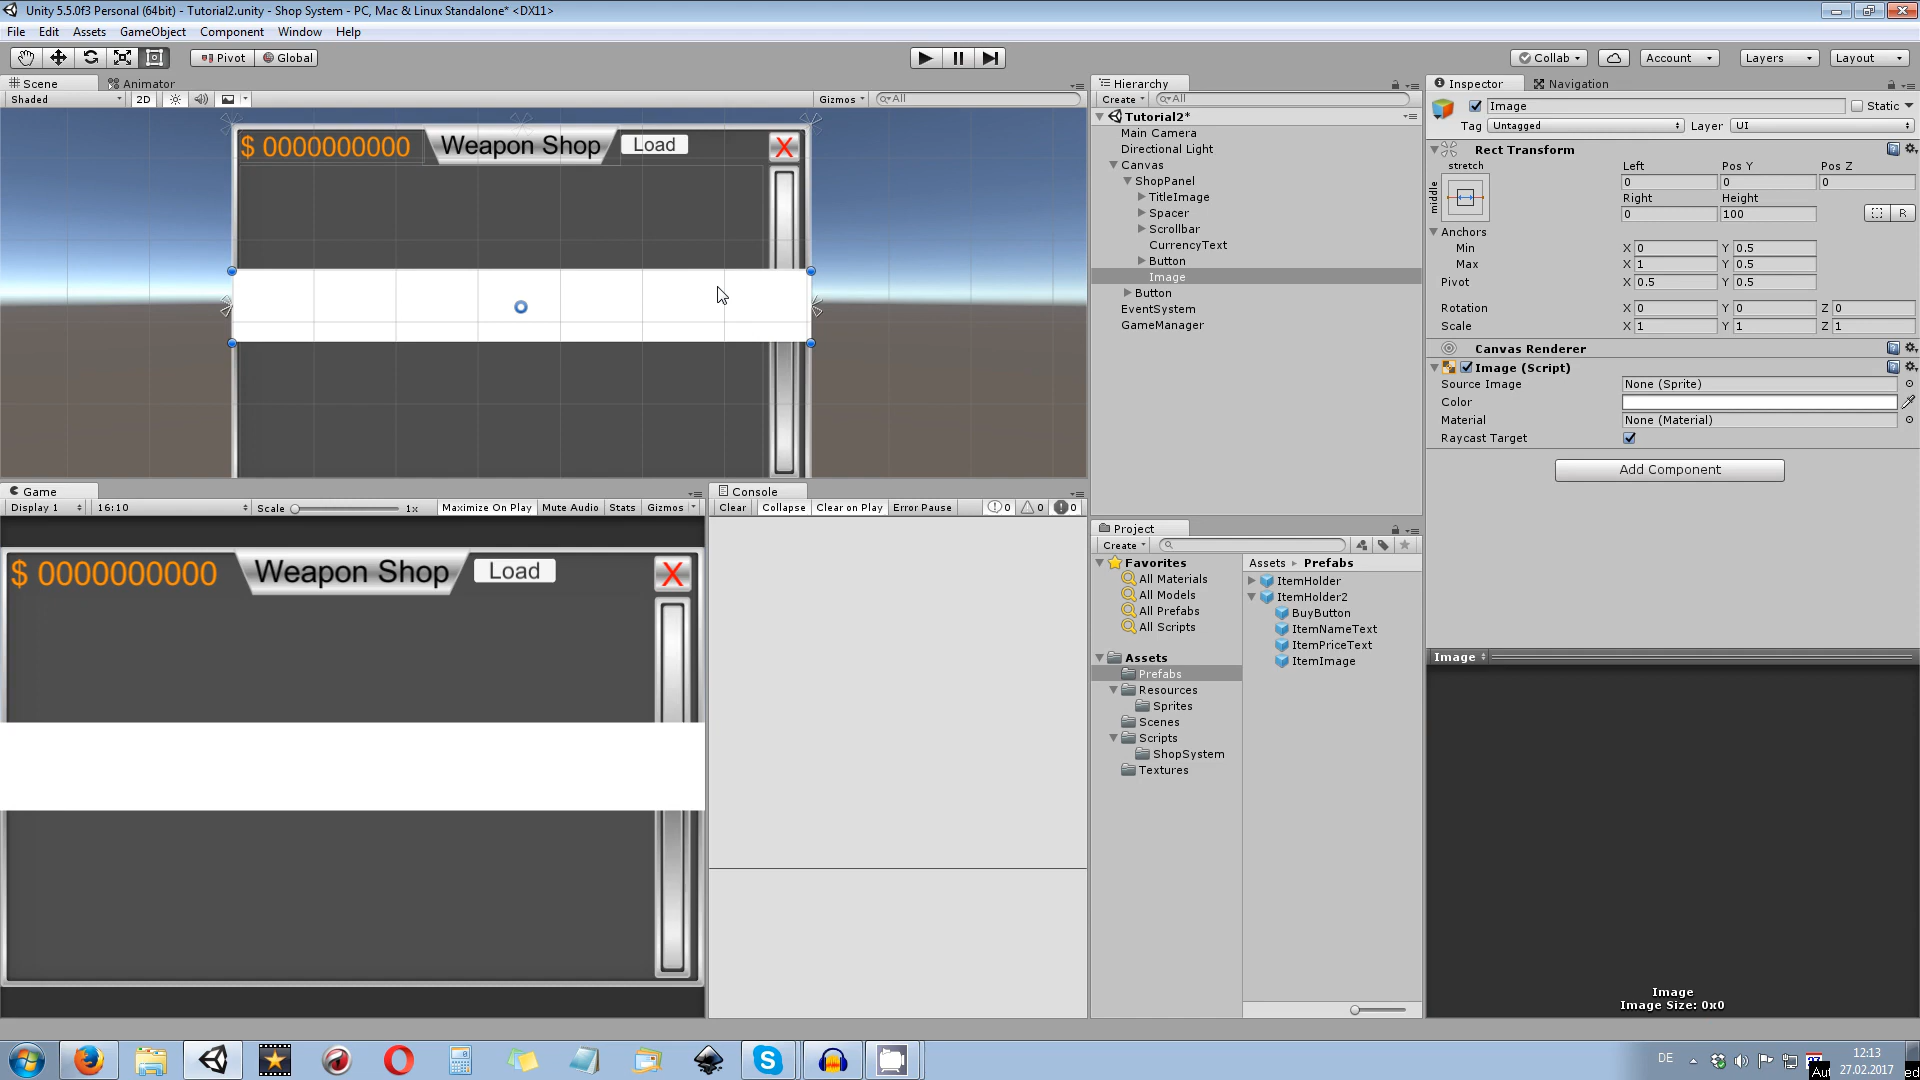 Unity 5.5.0f3 Personal (64bit) - Tutorial2.unity - Shop System - PC, Mac & Linux Standalone* <DX11>
File Edit Assets GameObject Component Window Help
Pivot Global Collab Account Layers Layout
Scene Animator
Shaded 2D Gizmos All
$ 0000000000 Weapon Shop Load X
Game
Display 1 16:10 Scale 1x Maximize On Play Mute Audio Stats Gizmos
$ 0000000000 Weapon Shop Load X
Console
Clear Collapse Clear on Play Error Pause 0 0 0
Hierarchy
Create All
Tutorial2*
Main Camera
Directional Light
Canvas
ShopPanel
TitleImage
Spacer
Scrollbar
CurrencyText
Button
Image
Button
EventSystem
GameManager
Project
Create
Favorites
All Materials
All Models
All Prefabs
All Scripts
Assets
Prefabs
Resources
Sprites
Scenes
Scripts
ShopSystem
Textures
Assets Prefabs
ItemHolder
ItemHolder2
BuyButton
ItemNameText
ItemPriceText
ItemImage
Inspector Navigation
Image Static
Tag Untagged Layer UI
Rect Transform
stretch Left Pos Y Pos Z
middle 0 0 0
Right Height
0 100 R
Anchors
Min X 0 Y 0.5
Max X 1 Y 0.5
Pivot X 0.5 Y 0.5
Rotation X 0 Y 0 Z 0
Scale X 1 Y 1 Z 1
Canvas Renderer
Image (Script)
Source Image None (Sprite)
Color
Material None (Material)
Raycast Target
Add Component
Image
Image
Image Size: 0x0
DE 12:13
27.02.2017